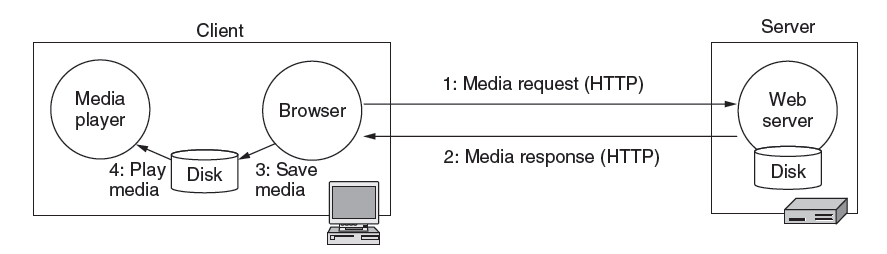 Client
Server
Media
player
Browser
1: Media request (HTTP)
Web
server
2: Media response (HTTP)
4: Play
media
Disk
3: Save
media
Disk